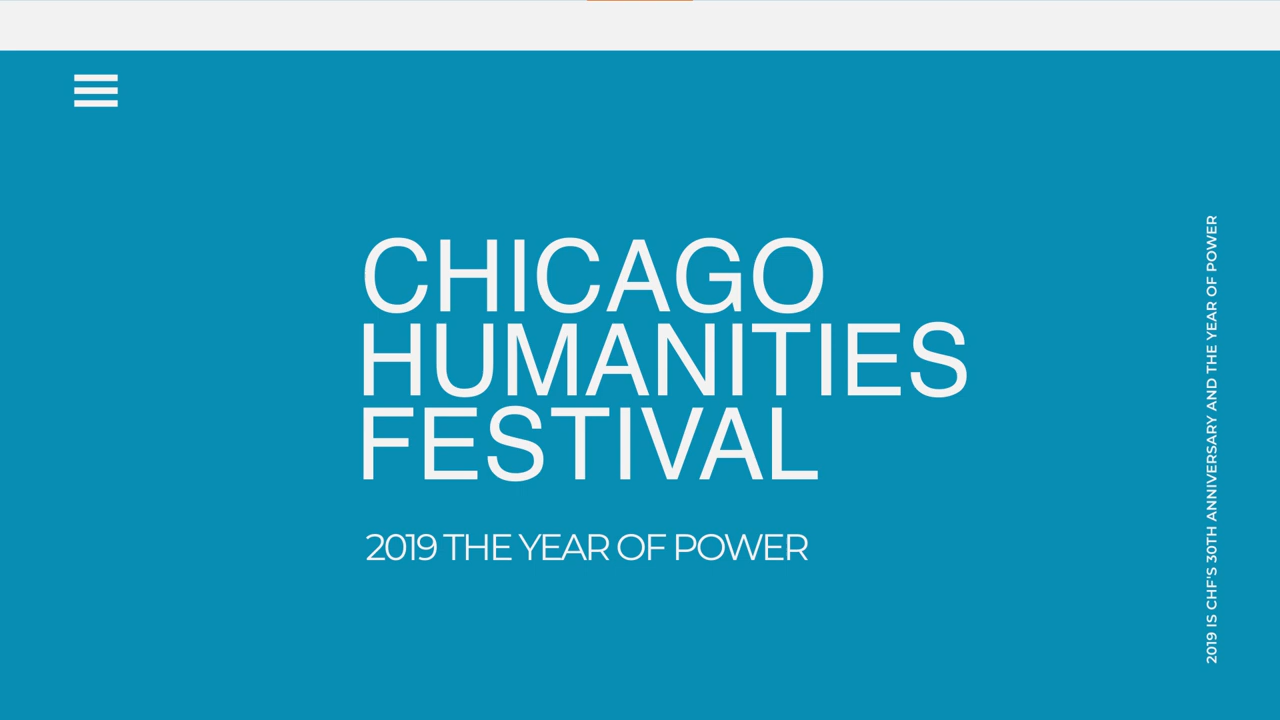 CHICAGO
HUMANITIES
FESTIVAL
2019 THE YEAR OF POWER
2019 IS CHF'S 30TH ANNIVERSARY AND THE YEAR OF POWER